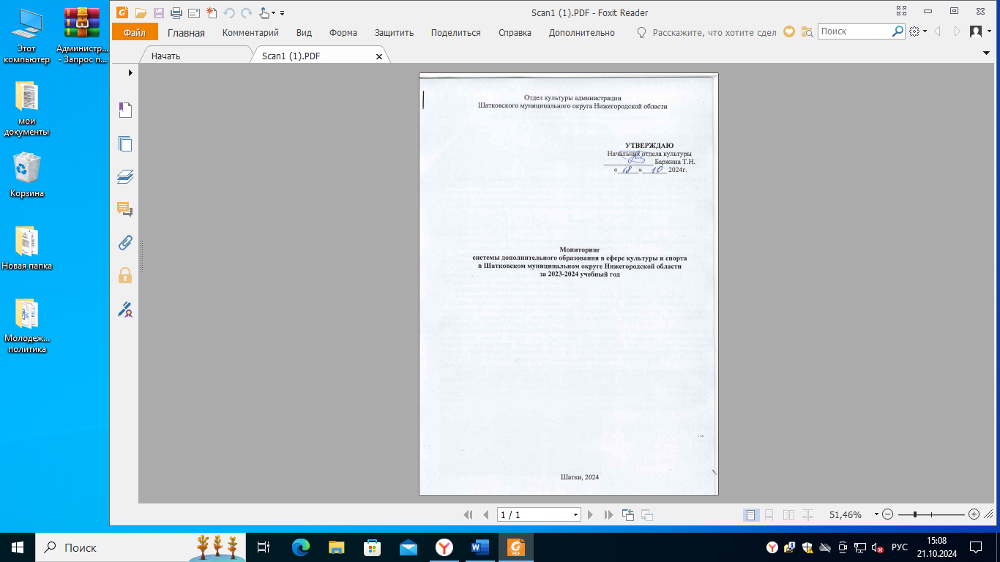 Scan1 (1).PDF - Foxit Reader
Файл Главная Комментарий Вид Форма Защитить Поделиться Справка Дополнительно Расскажите, что хотите сдел Поиск
Начать Scan1 (1).PDF
Этот компьютер
Администр... - Запрос п...
мои документы
Корзина
Новая папка
Молодеж... политика
Отдел культуры администрации
Шатковского муниципального округа Нижегородской области
УТВЕРЖДАЮ
Начальник отдела культуры
Баржина Т.Н.
«18» 10 2024г.
Мониторинг
системы дополнительного образования в сфере культуры и спорта
в Шатковском муниципальном округе Нижегородской области
за 2023-2024 учебный год
Шатки, 2024
1 / 1
51,46%
Поиск
РУС
15:08
21.10.2024